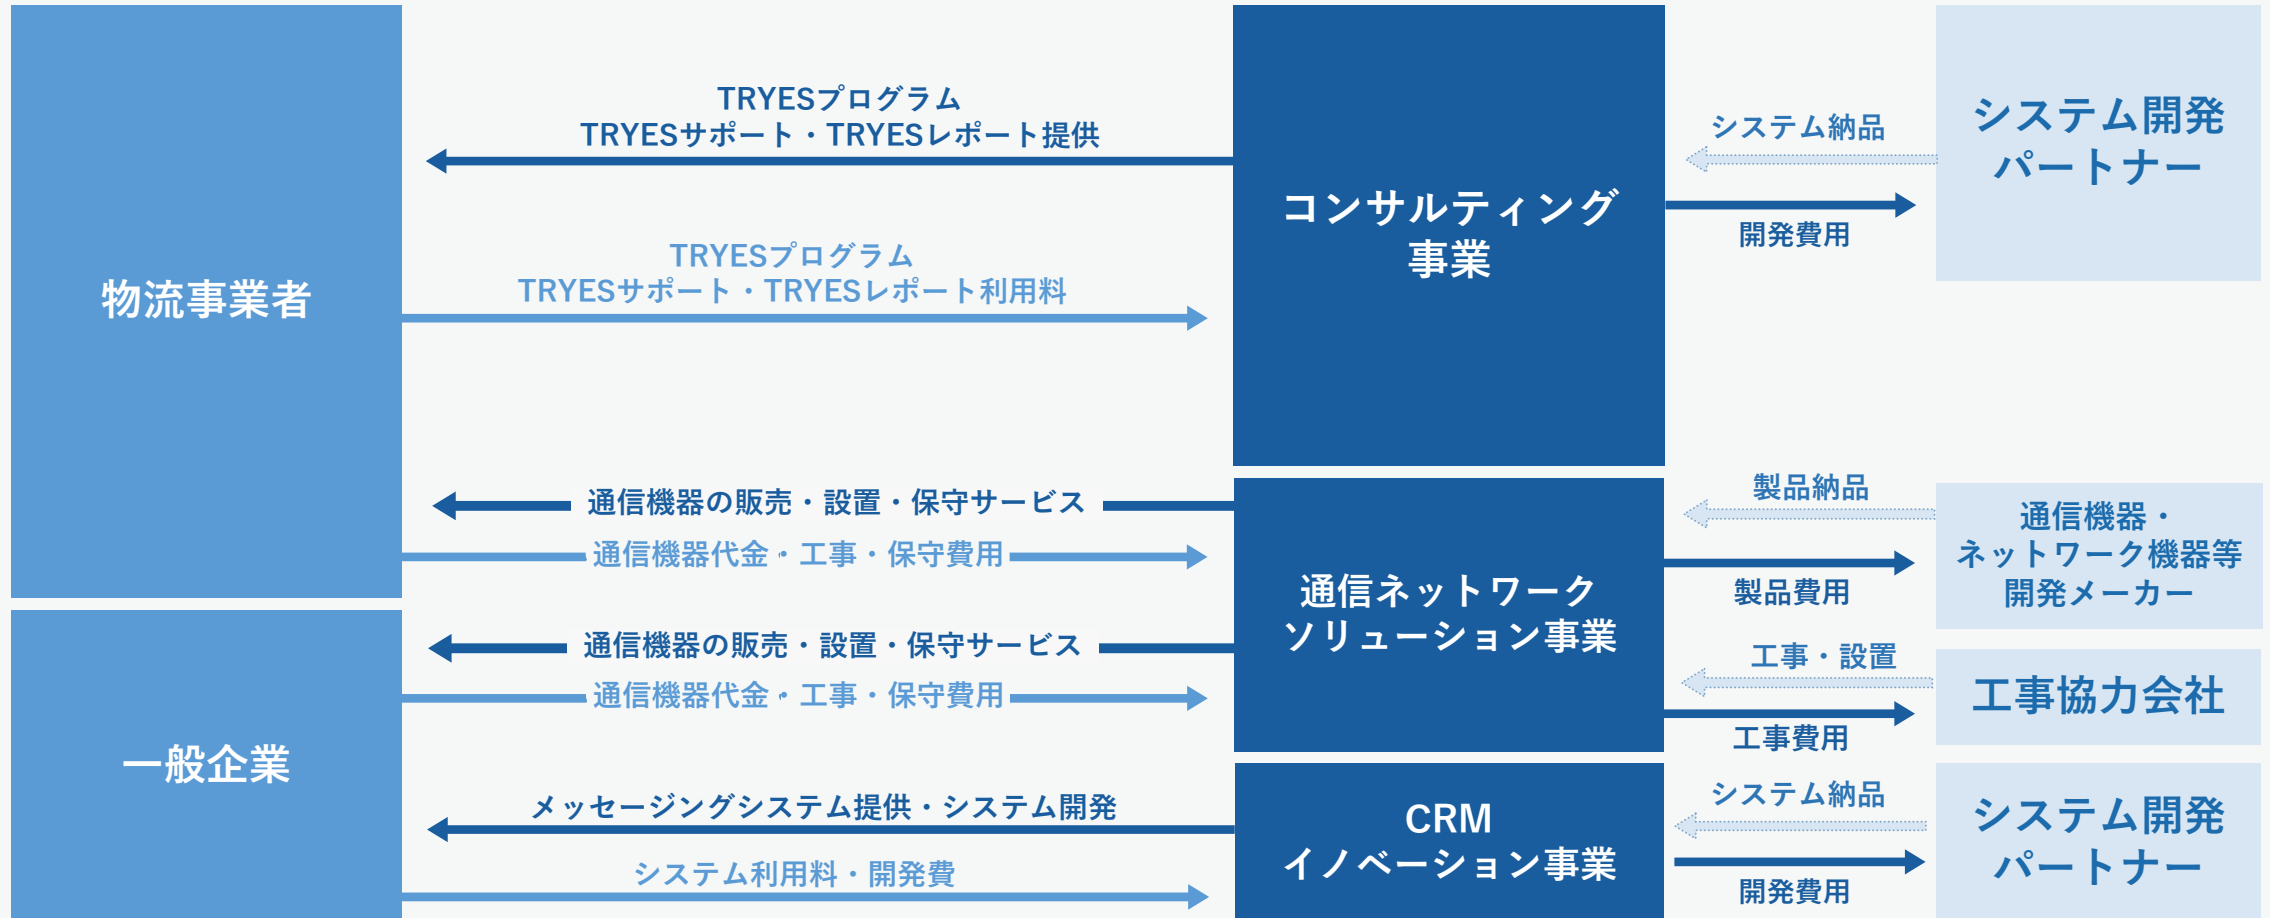 物流事業者
TRYESプログラム
TRYESサポート・TRYESレポート提供
TRYESプログラム
TRYESサポート・TRYESレポート利用料
コンサルティング
事業
システム納品
開発費用
システム開発
パートナー
通信機器の販売・設置・保守サービス
通信機器代金・工事・保守費用
通信ネットワーク
ソリューション事業
製品納品
製品費用
通信機器・
ネットワーク機器等
開発メーカー
一般企業
通信機器の販売・設置・保守サービス
通信機器代金・工事・保守費用
工事・設置
工事費用
工事協力会社
メッセージングシステム提供・システム開発
システム利用料・開発費
CRM
イノベーション事業
システム納品
開発費用
システム開発
パートナー